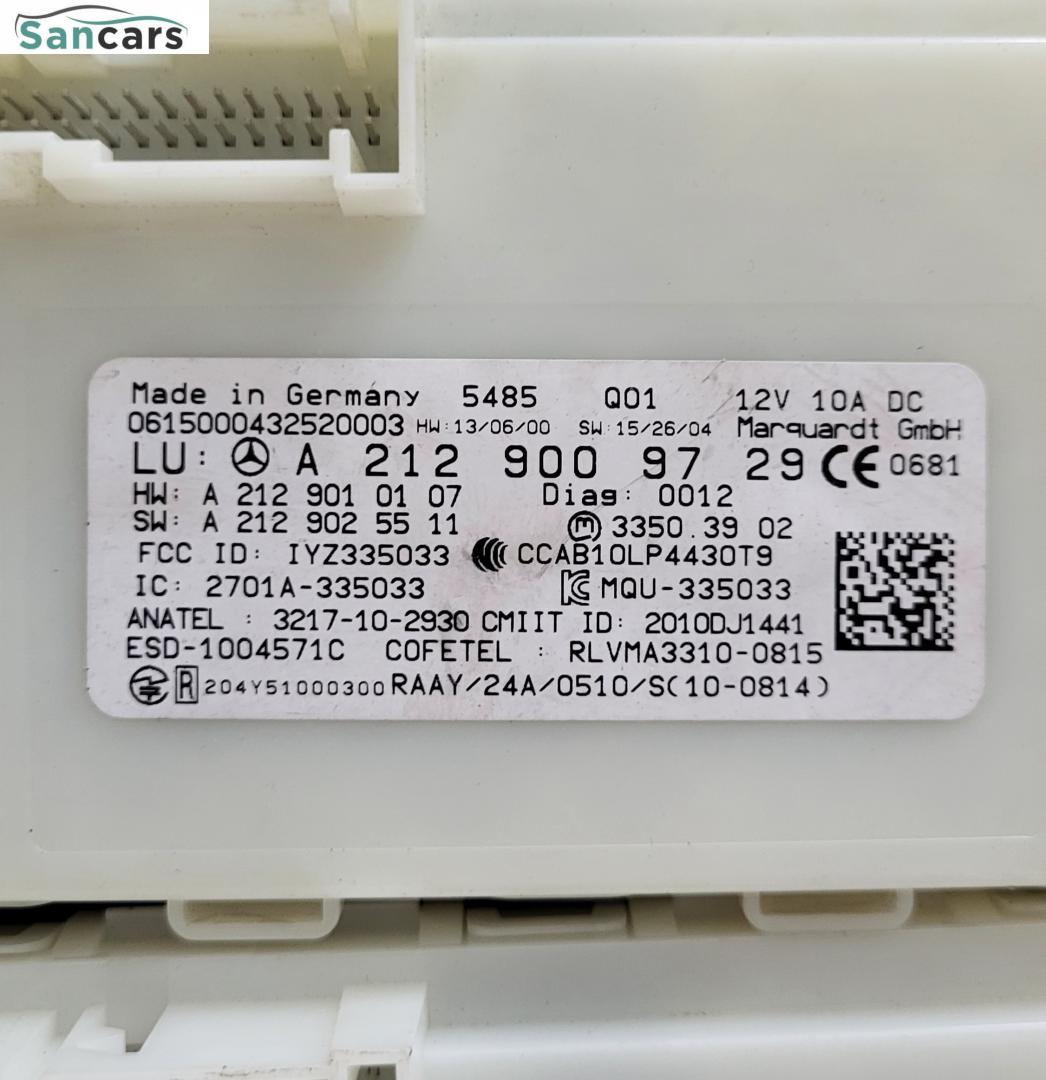 Sancars
Made in Germany 5485 Q01 12V 10A DC
0615000432520003 HW:13/06/00 SW:15/26/04 Marquardt GmbH
LU: A 212 900 97 29 CE 0681
HW: A 212 901 01 07 Diag: 0012
SW: A 212 902 55 11 m 3350.39 02
FCC ID: IYZ335033 CCAB10LP4430T9
IC: 2701A-335033 MQU-335033
ANATEL : 3217-10-2930 CMIIT ID: 2010DJ1441
ESD-1004571C COFETEL : RLVMA3310-0815
R 204Y51000300 RAAY/24A/0510/S(10-0814)